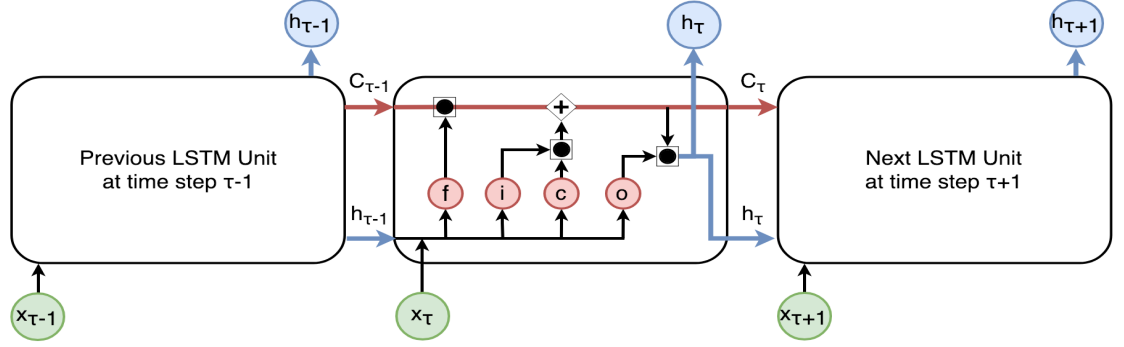 hτ-1
hτ
hτ+1
Cτ-1
Cτ
+
Previous LSTM Unit
at time step τ-1
Next LSTM Unit
at time step τ+1
f
i
c
o
hτ-1
hτ
xτ-1
xτ
xτ+1